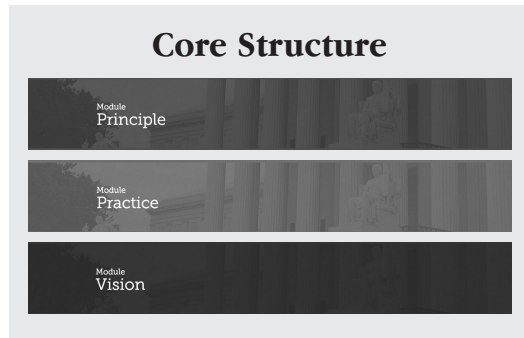 Core Structure
Module
Principle
Module
Practice
Module
Vision